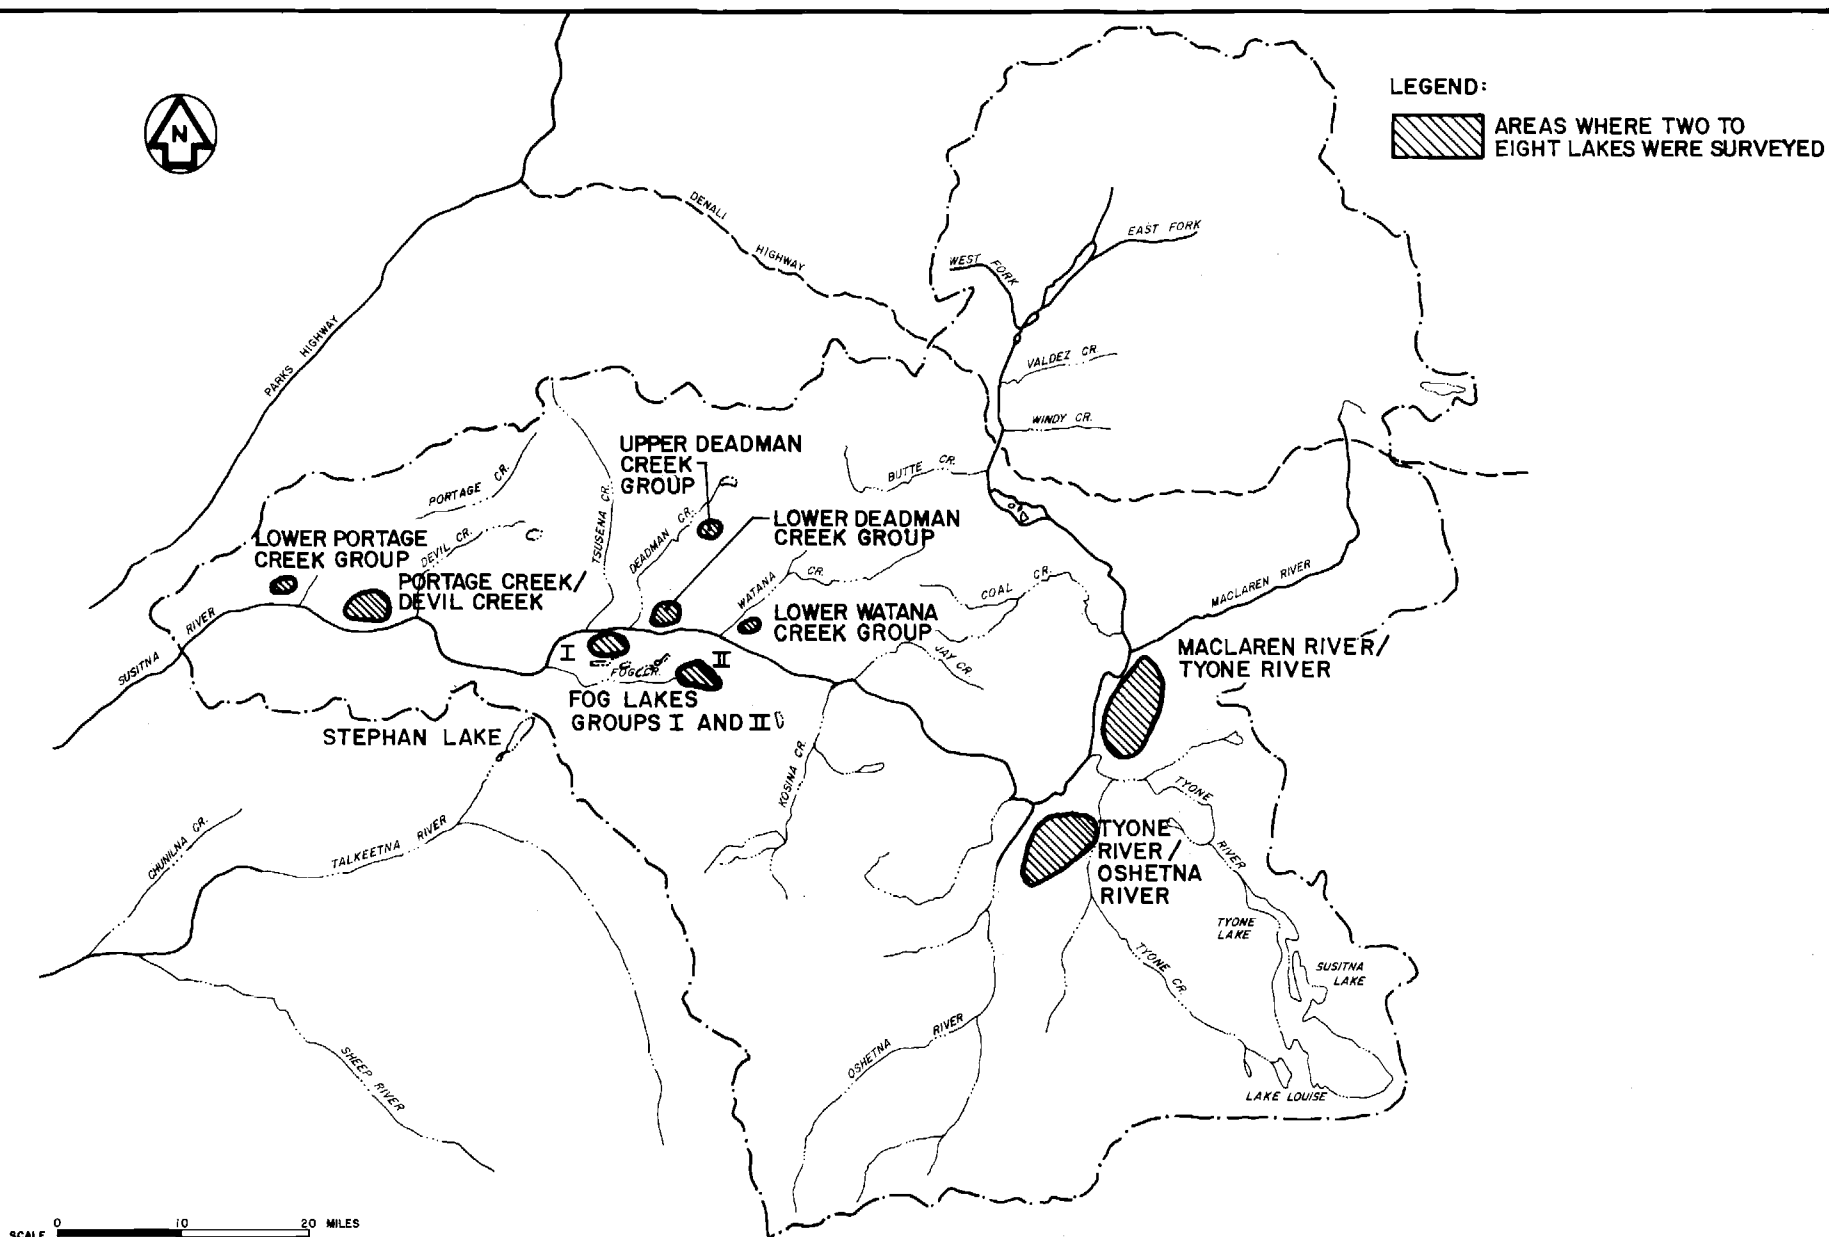 LEGEND:
AREAS WHERE TWO TO
EIGHT LAKES WERE SURVEYED
N
DENALI
HIGHWAY
PARKS HIGHWAY
WEST FORK
EAST FORK
VALDEZ CR.
WINDY CR.
BUTTE CR.
UPPER DEADMAN
CREEK
GROUP
PORTAGE CR.
TSUSENA CR.
DEADMAN CR.
LOWER DEADMAN
CREEK GROUP
LOWER PORTAGE
CREEK GROUP
DEVIL CR.
PORTAGE CREEK/
DEVIL CREEK
WATANA CR.
COAL CR.
MACLAREN RIVER
LOWER WATANA
CREEK GROUP
JAY CR.
SUSITNA RIVER
I
II
FOG CR.
FOG LAKES
GROUPS I AND II
STEPHAN LAKE
MACLAREN RIVER/
TYONE RIVER
KOSINA CR.
TYONE RIVER
TYONE
RIVER/
OSHETNA
RIVER
CHUNILNA CR.
TALKEETNA RIVER
TYONE
LAKE
SUSITNA
LAKE
TYONE CR.
OSHETNA RIVER
SHEEP RIVER
LAKE LOUISE
0 10 20 MILES
SCALE